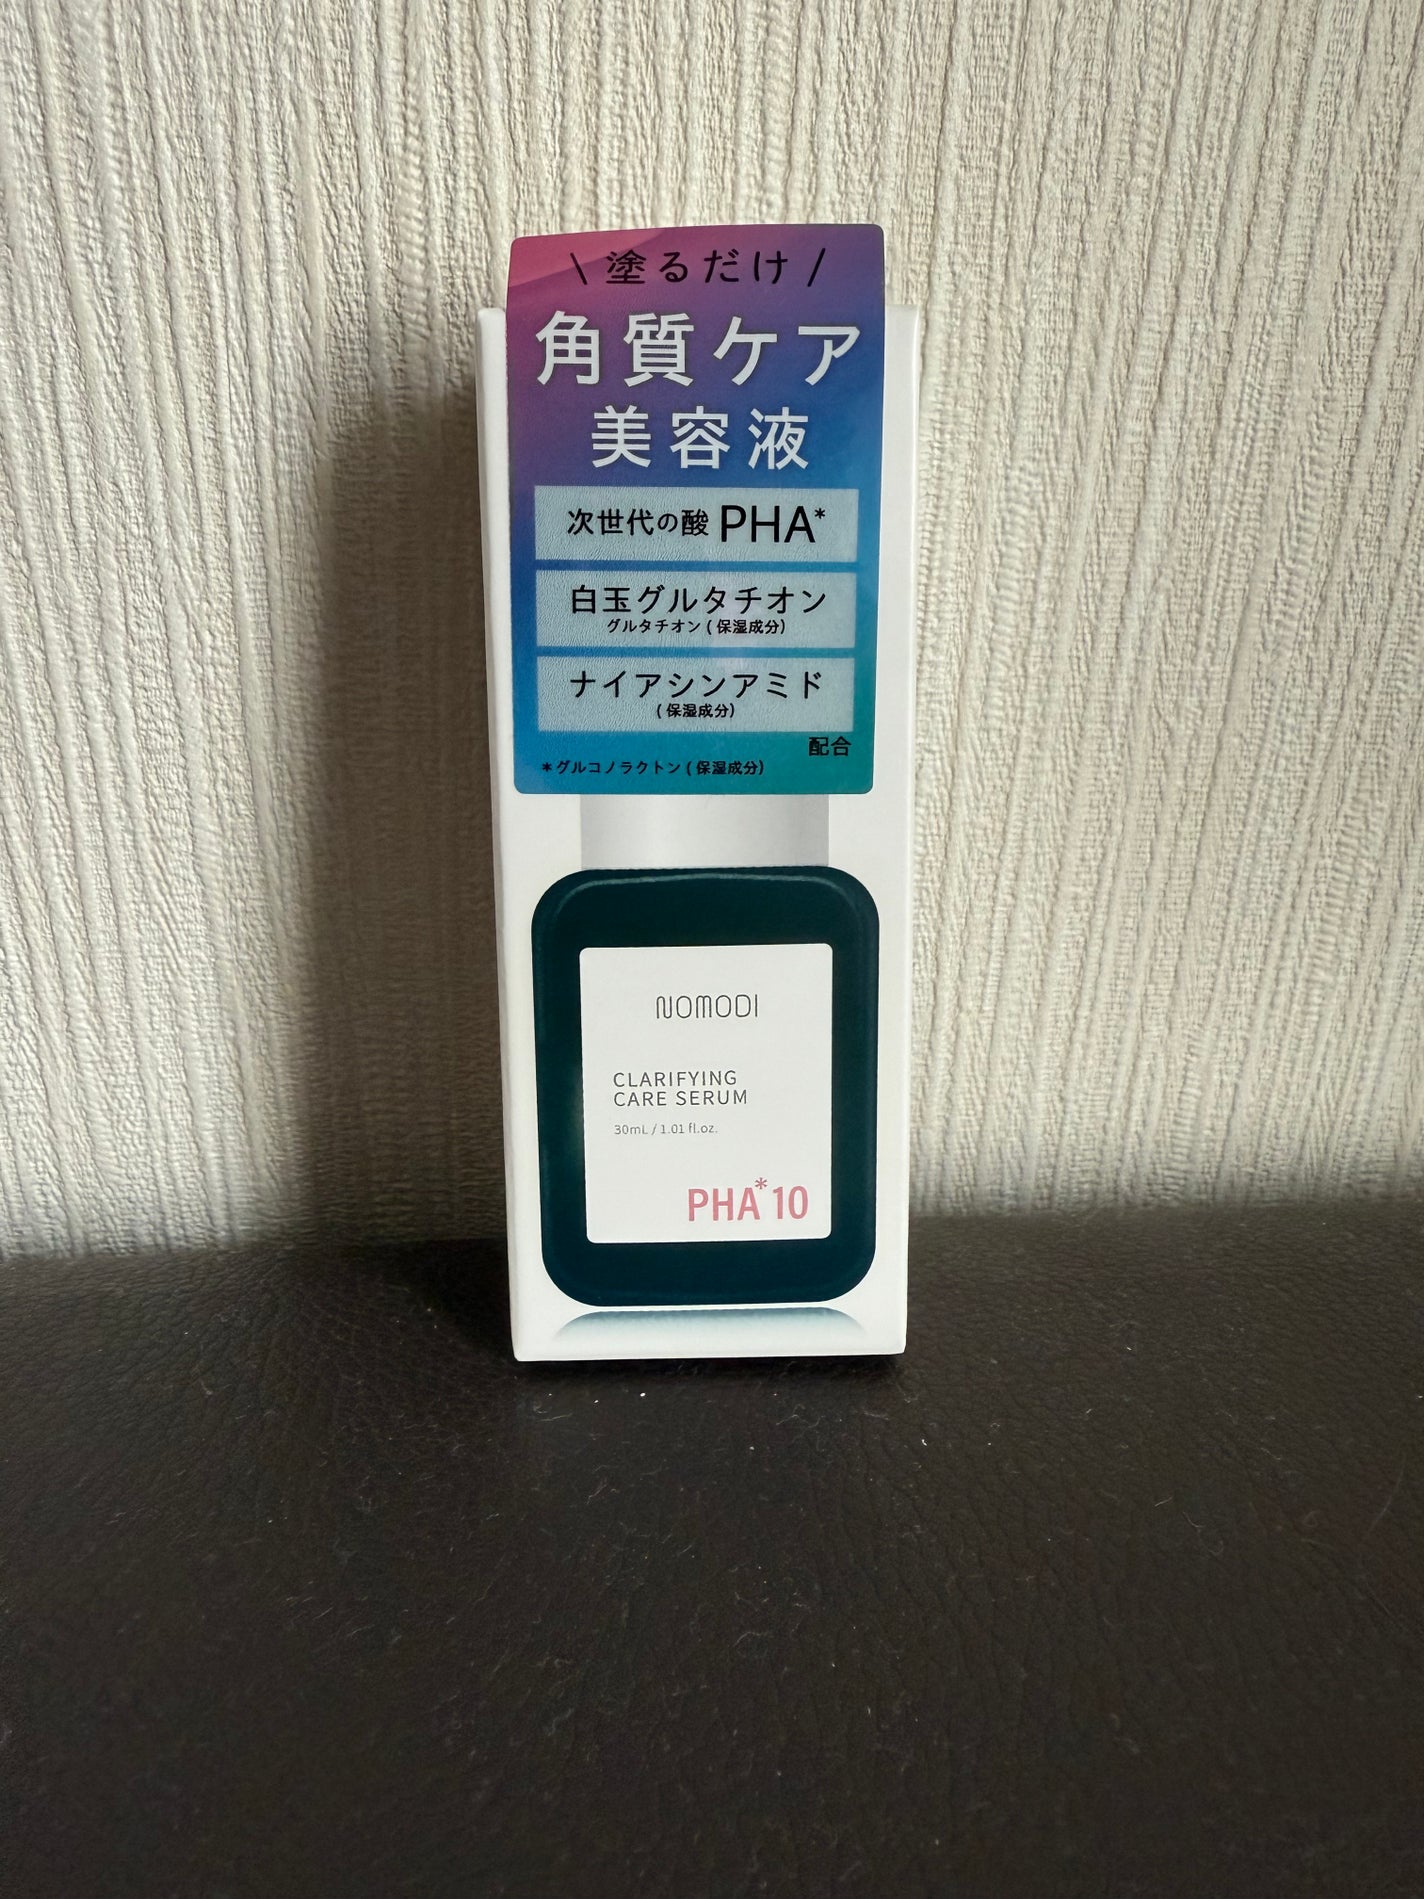 \ 塗るだけ /
角質ケア
美容液
次世代の酸 PHA*
白玉グルタチオン
グルタチオン(保湿成分)
ナイアシンアミド
(保湿成分)
配合
*グルコノラクトン(保湿成分)
NOMODI
CLARIFYING
CARE SERUM
30mL / 1.01 fl.oz.
PHA* 10